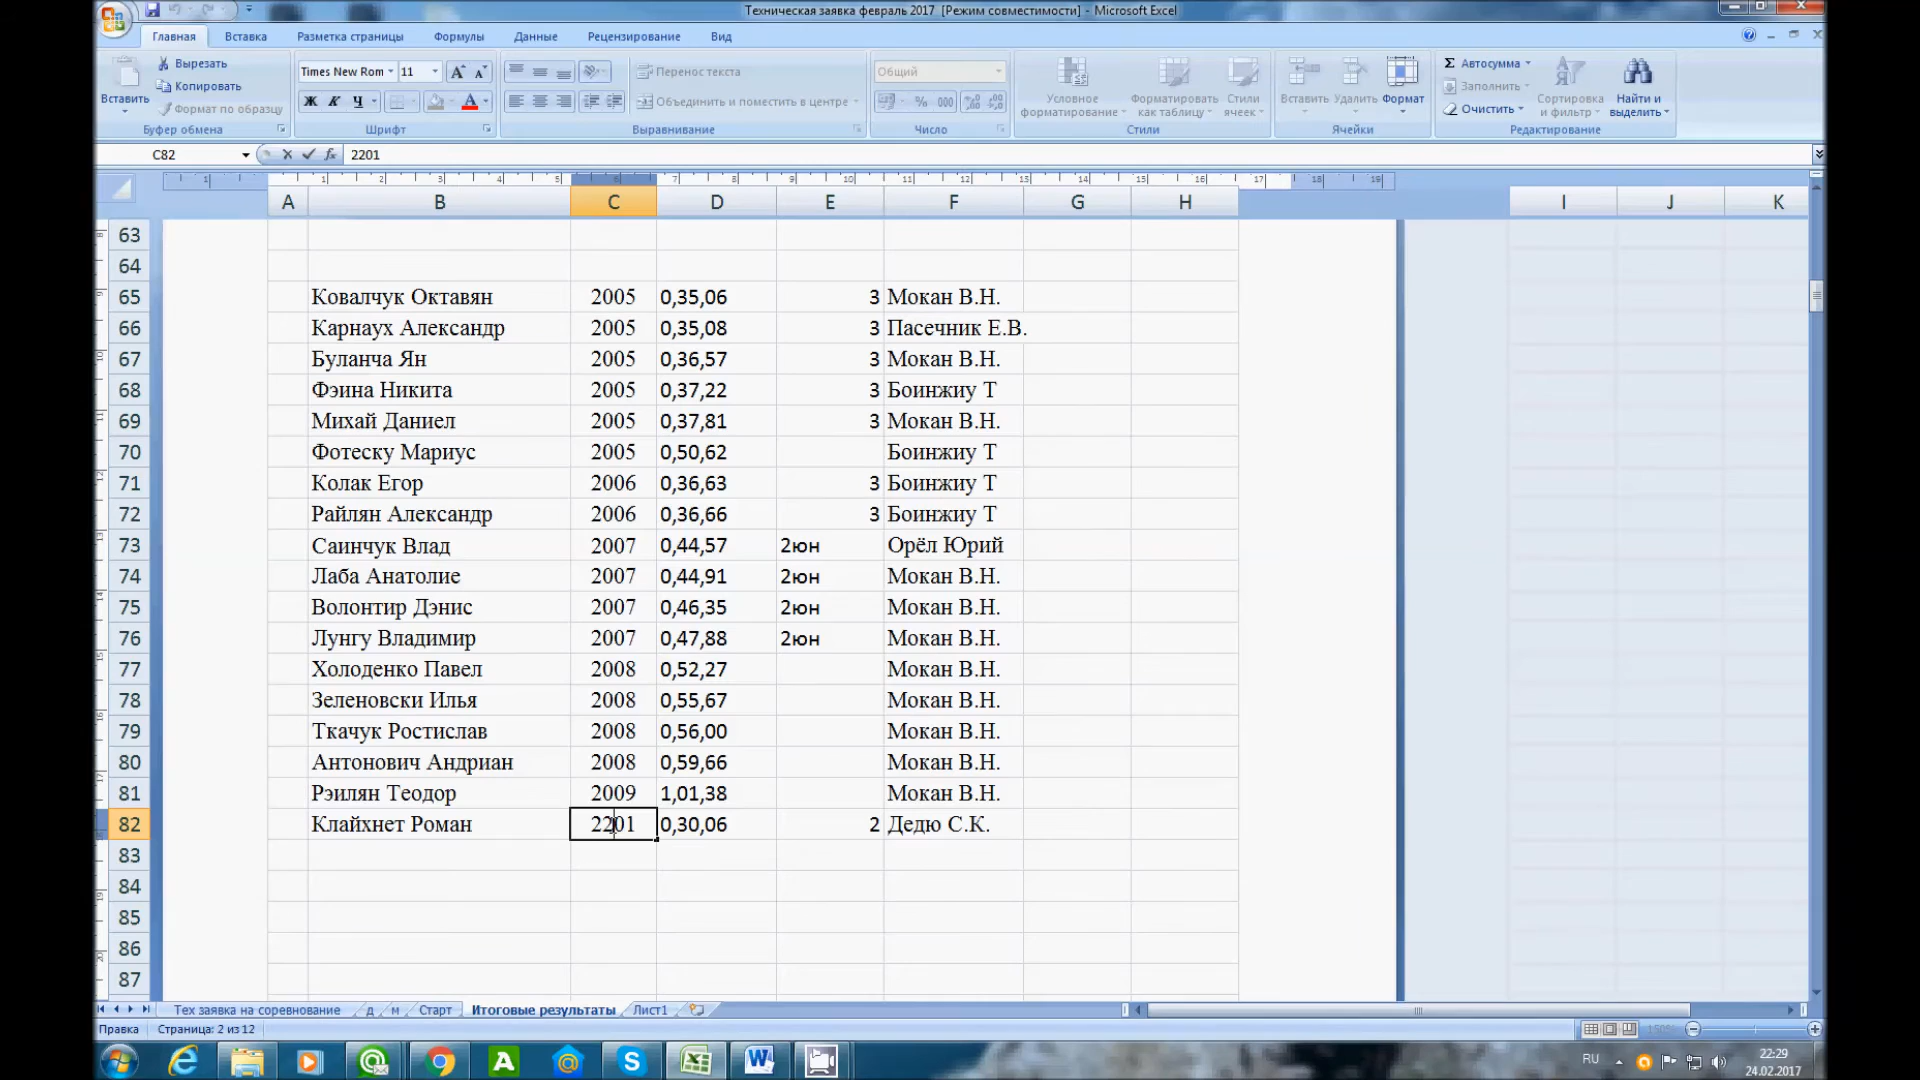 Техническая заявка февраль 2017 [Режим совместимости] - Microsoft Excel
Главная Вставка Разметка страницы Формулы Данные Рецензирование Вид
Вставить Вырезать Копировать Формат по образцу Буфер обмена
Times New Rom 11 Ж К Ч Шрифт
Перенос текста Объединить и поместить в центре Выравнивание
Общий % 000 Число
Условное форматирование Форматировать как таблицу Стили ячеек Стили
Вставить Удалить Формат Ячейки
Σ Автосумма Заполнить Очистить Сортировка и фильтр Найти и выделить Редактирование
C82 fx 2201
A B C D E F G H I J K
63
64
65 Ковалчук Октавян 2005 0,35,06 3 Мокан В.Н.
66 Карнаух Александр 2005 0,35,08 3 Пасечник Е.В.
67 Буланча Ян 2005 0,36,57 3 Мокан В.Н.
68 Фэина Никита 2005 0,37,22 3 Боинжиу Т
69 Михай Даниел 2005 0,37,81 3 Мокан В.Н.
70 Фотеску Мариус 2005 0,50,62 Боинжиу Т
71 Колак Егор 2006 0,36,63 3 Боинжиу Т
72 Райлян Александр 2006 0,36,66 3 Боинжиу Т
73 Саинчук Влад 2007 0,44,57 2юн Орёл Юрий
74 Лаба Анатолие 2007 0,44,91 2юн Мокан В.Н.
75 Волонтир Дэнис 2007 0,46,35 2юн Мокан В.Н.
76 Лунгу Владимир 2007 0,47,88 2юн Мокан В.Н.
77 Холоденко Павел 2008 0,52,27 Мокан В.Н.
78 Зеленовски Илья 2008 0,55,67 Мокан В.Н.
79 Ткачук Ростислав 2008 0,56,00 Мокан В.Н.
80 Антонович Андриан 2008 0,59,66 Мокан В.Н.
81 Рэилян Теодор 2009 1,01,38 Мокан В.Н.
82 Клайхнет Роман 2201 0,30,06 2 Дедю С.К.
83
84
85
86
87
Тех заявка на соревнование д м Старт Итоговые результаты Лист1
Правка Страница: 2 из 12 150%
RU 22:29
24.02.2017